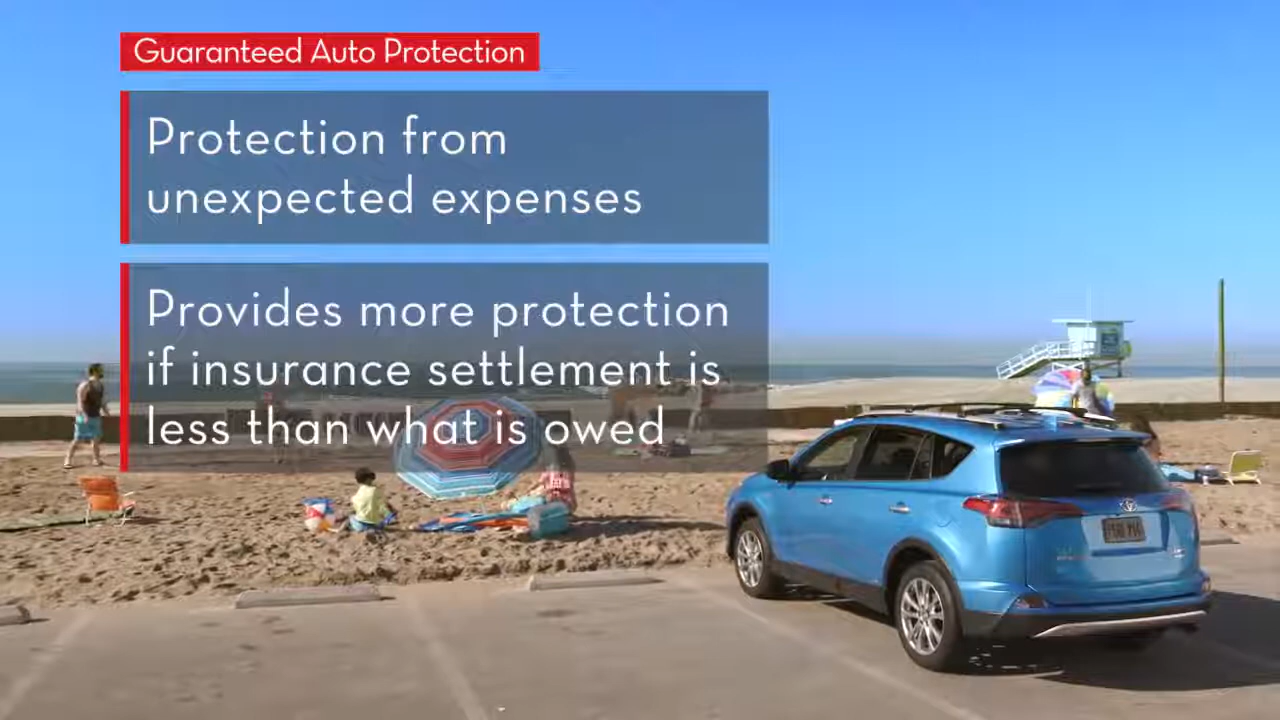 Guaranteed Auto Protection
Protection from
unexpected expenses
Provides more protection
if insurance settlement is
less than what is owed